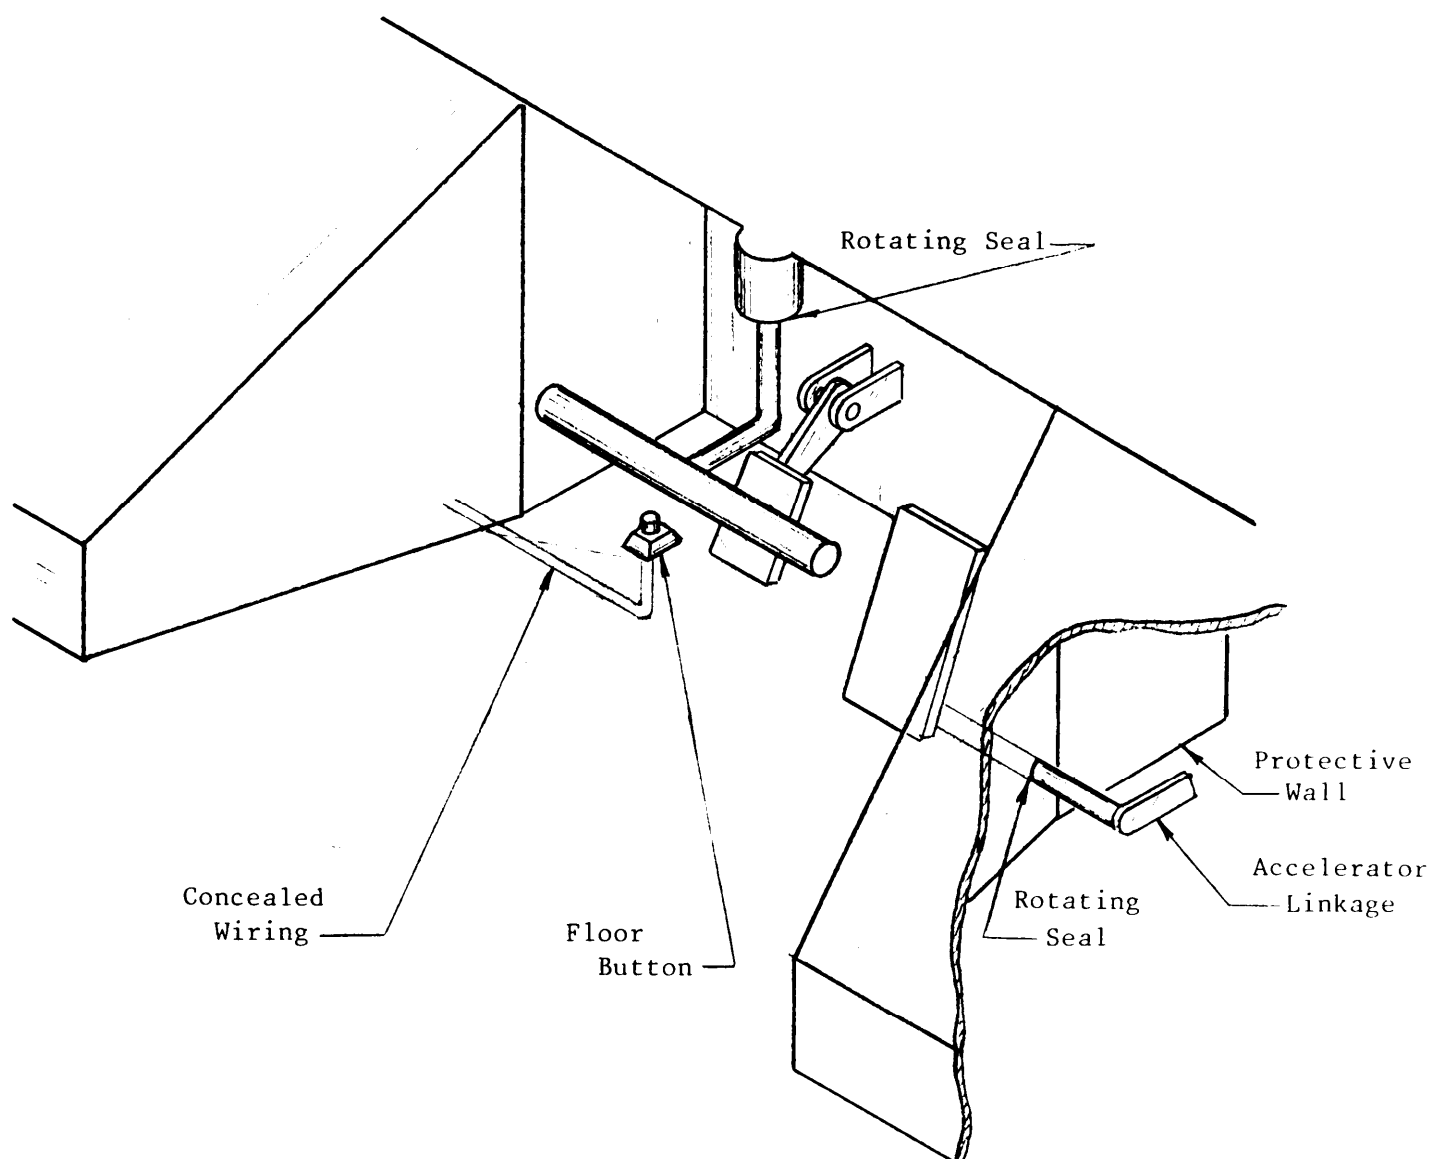 Rotating Seal
Protective
Wall
Accelerator
Linkage
Rotating
Seal
Concealed
Wiring
Floor
Button